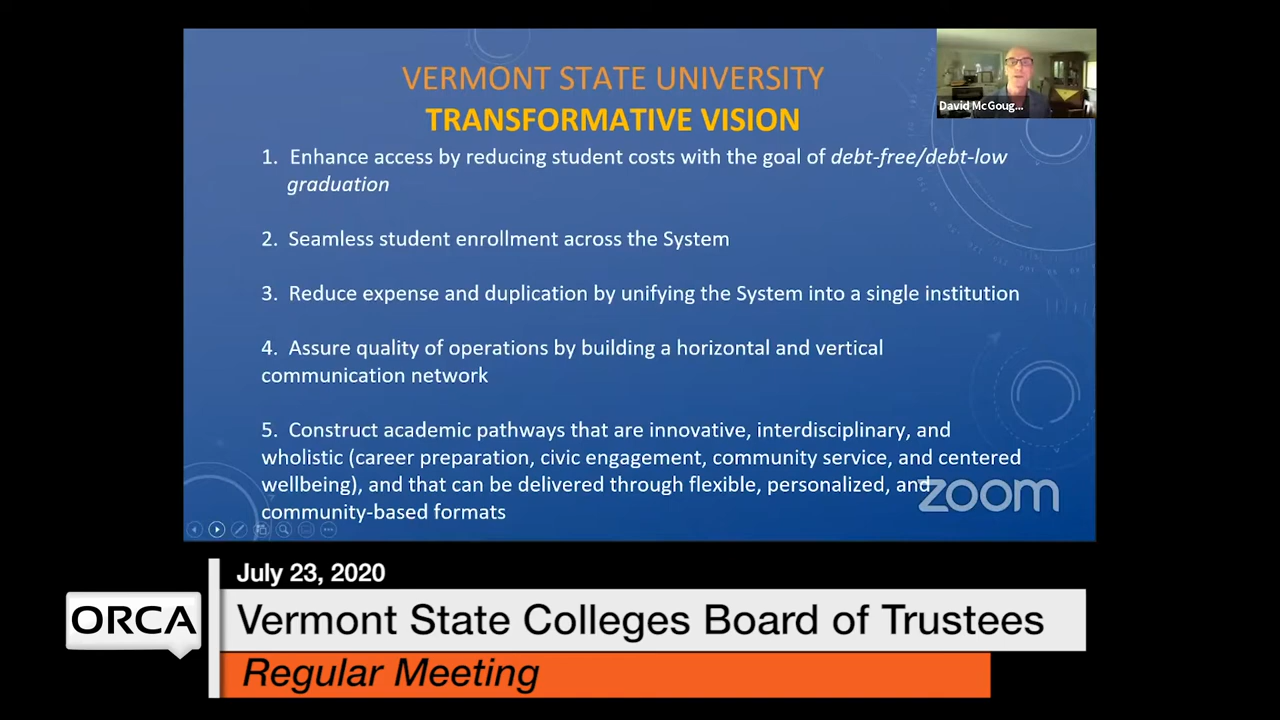 VERMONT STATE UNIVERSITY
TRANSFORMATIVE VISION
David McGoug...
1. Enhance access by reducing student costs with the goal of debt-free/debt-low
graduation
2. Seamless student enrollment across the System
3. Reduce expense and duplication by unifying the System into a single institution
4. Assure quality of operations by building a horizontal and vertical
communication network
5. Construct academic pathways that are innovative, interdisciplinary, and
wholistic (career preparation, civic engagement, community service, and centered
wellbeing), and that can be delivered through flexible, personalized, and
community-based formats
zoom
July 23, 2020
ORCA
Vermont State Colleges Board of Trustees
Regular Meeting